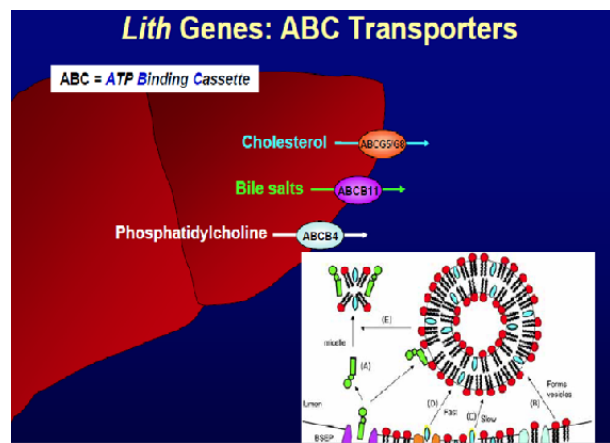 Lith Genes: ABC Transporters
ABC = ATP Binding Cassette
Cholesterol
ABCG5/G8
Bile salts
ABCB11
Phosphatidylcholine
ABCB4
(E)
micelle
(A)
Forms
vesicles
lumen
(D)
Fast
(C)
Slow
(B)
BSEP